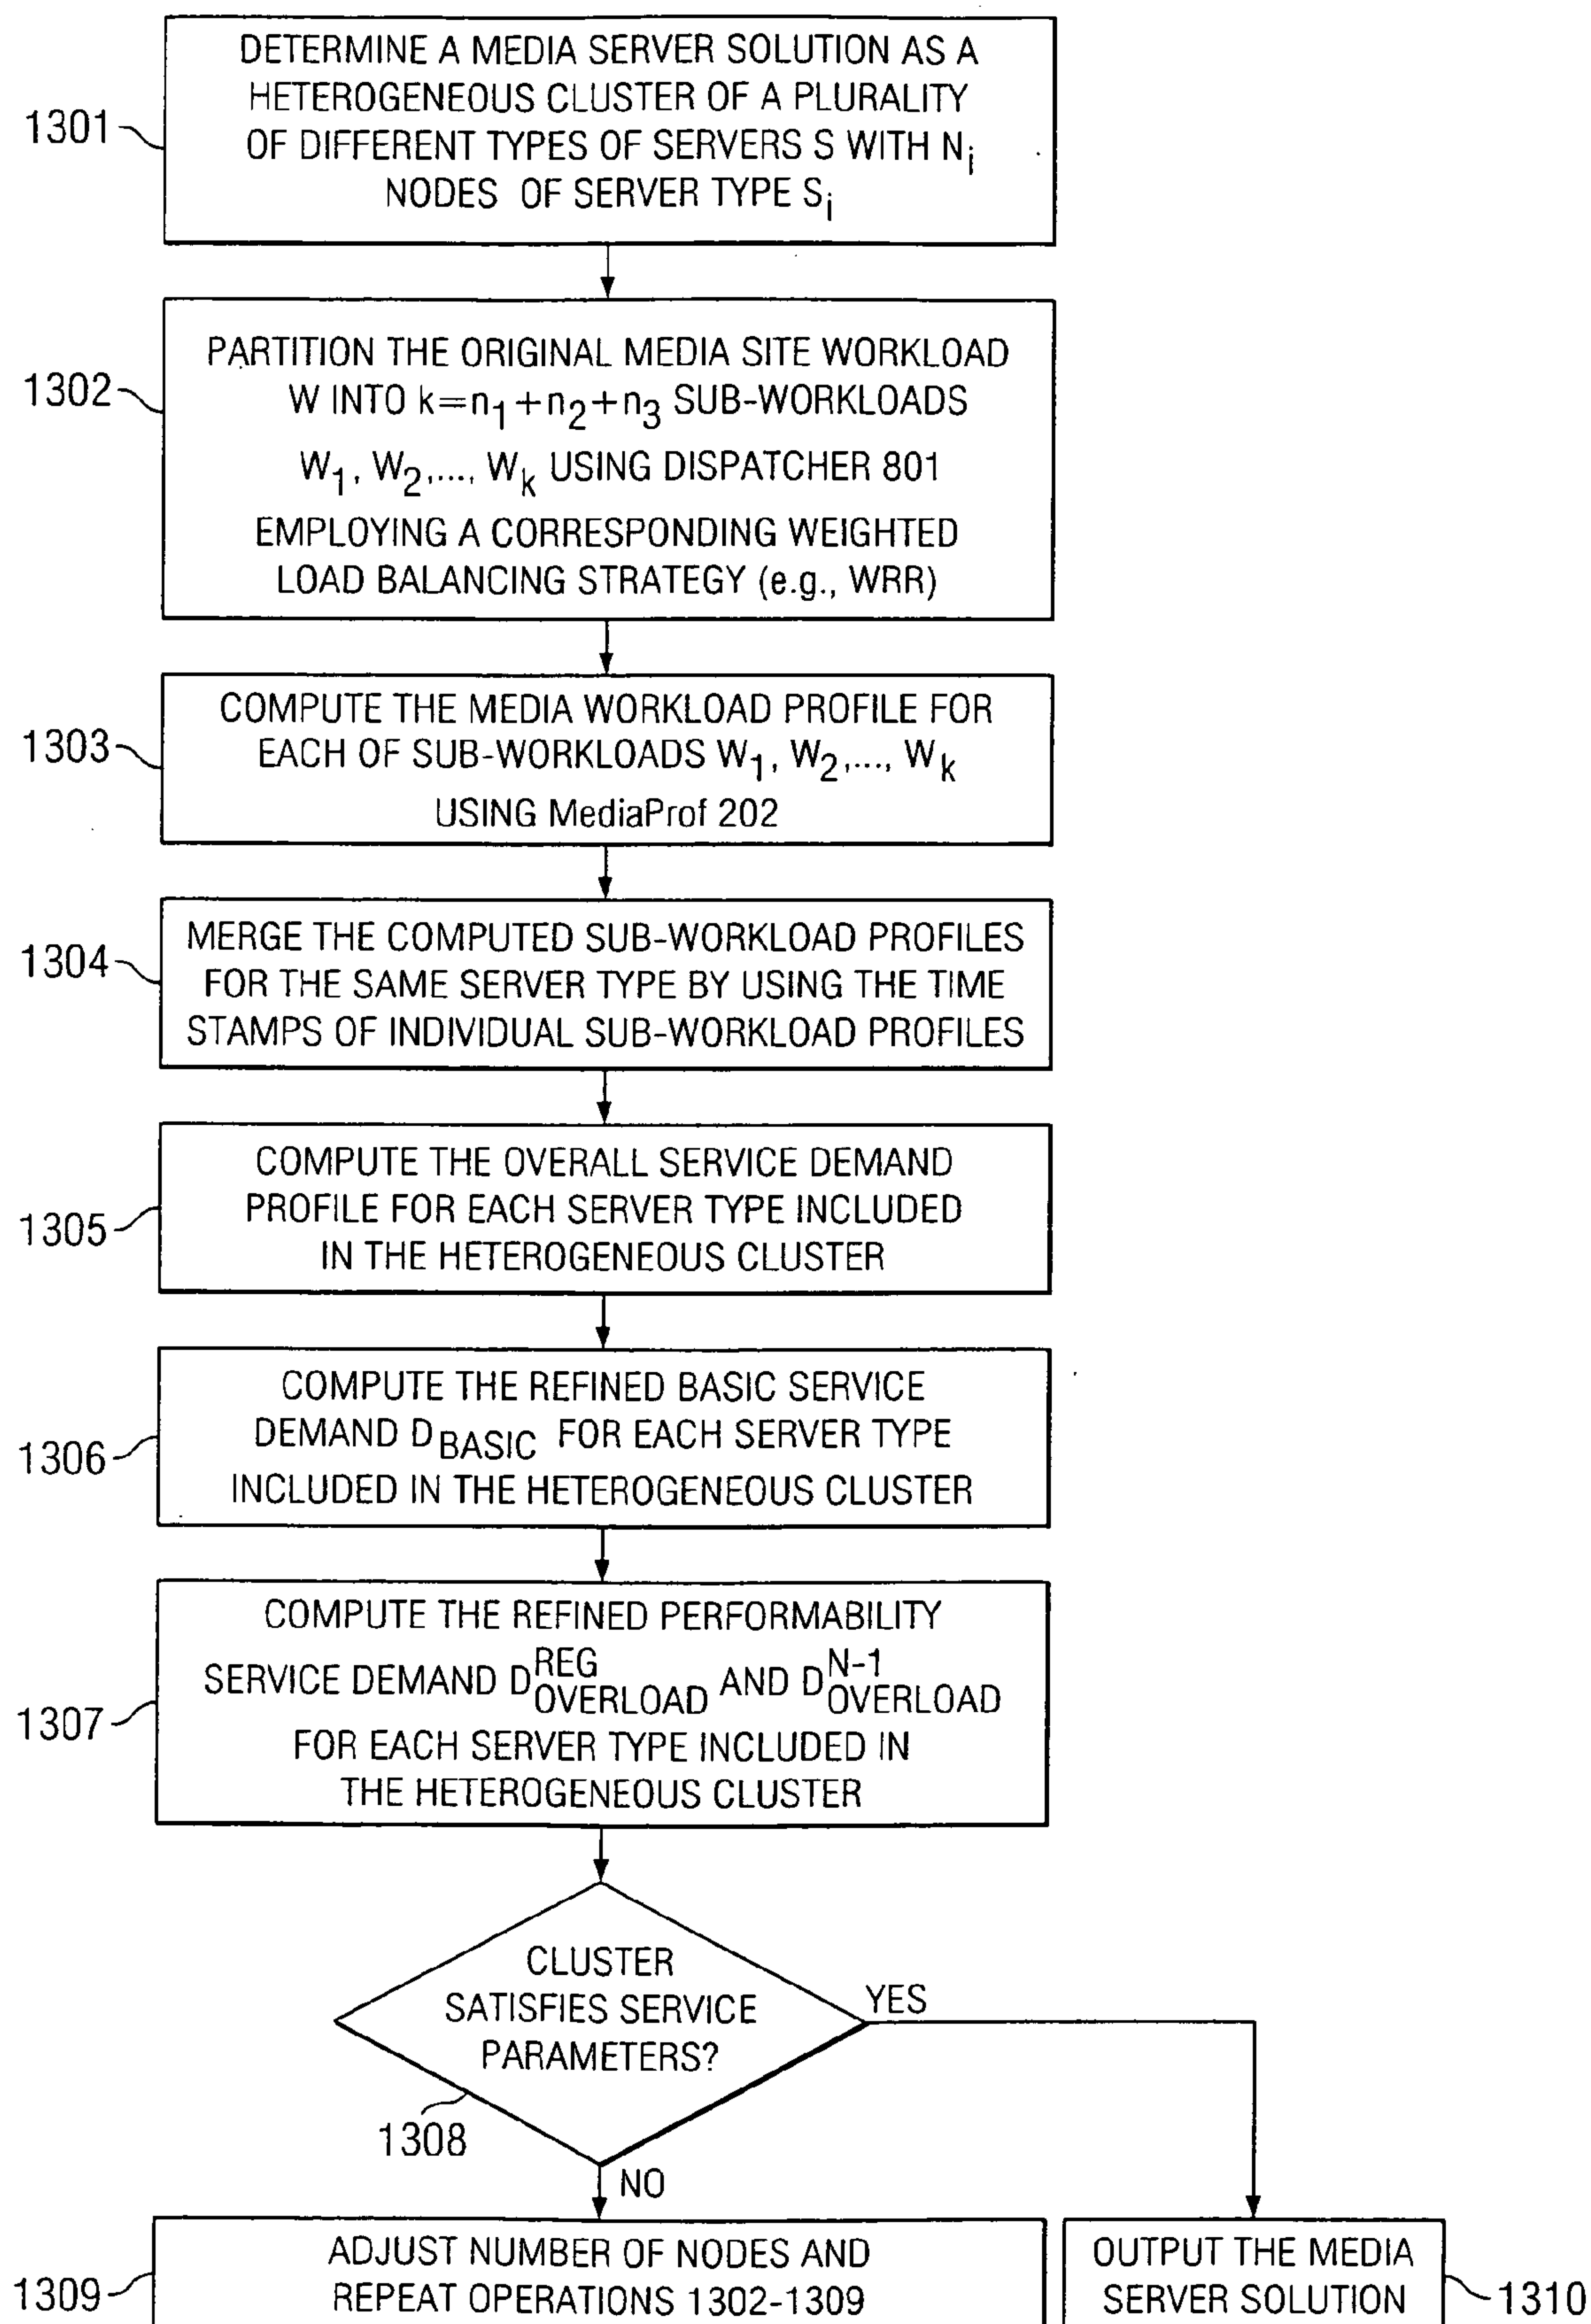 1301
DETERMINE A MEDIA SERVER SOLUTION AS A
HETEROGENEOUS CLUSTER OF A PLURALITY
OF DIFFERENT TYPES OF SERVERS S WITH Nᵢ
NODES OF SERVER TYPE Sᵢ
1302
PARTITION THE ORIGINAL MEDIA SITE WORKLOAD
W INTO k=n₁+n₂+n₃ SUB-WORKLOADS
W₁, W₂,..., Wₖ USING DISPATCHER 801
EMPLOYING A CORRESPONDING WEIGHTED
LOAD BALANCING STRATEGY (e.g., WRR)
1303
COMPUTE THE MEDIA WORKLOAD PROFILE FOR
EACH OF SUB-WORKLOADS W₁, W₂,..., Wₖ
USING MediaProf 202
1304
MERGE THE COMPUTED SUB-WORKLOAD PROFILES
FOR THE SAME SERVER TYPE BY USING THE TIME
STAMPS OF INDIVIDUAL SUB-WORKLOAD PROFILES
1305
COMPUTE THE OVERALL SERVICE DEMAND
PROFILE FOR EACH SERVER TYPE INCLUDED
IN THE HETEROGENEOUS CLUSTER
1306
COMPUTE THE REFINED BASIC SERVICE
DEMAND D BASIC FOR EACH SERVER TYPE
INCLUDED IN THE HETEROGENEOUS CLUSTER
1307
COMPUTE THE REFINED PERFORMABILITY
SERVICE DEMAND D REG OVERLOAD AND D N-1 OVERLOAD
FOR EACH SERVER TYPE INCLUDED IN
THE HETEROGENEOUS CLUSTER
CLUSTER
SATISFIES SERVICE
PARAMETERS?
YES
1308
NO
1309
ADJUST NUMBER OF NODES AND
REPEAT OPERATIONS 1302-1309
OUTPUT THE MEDIA
SERVER SOLUTION
1310